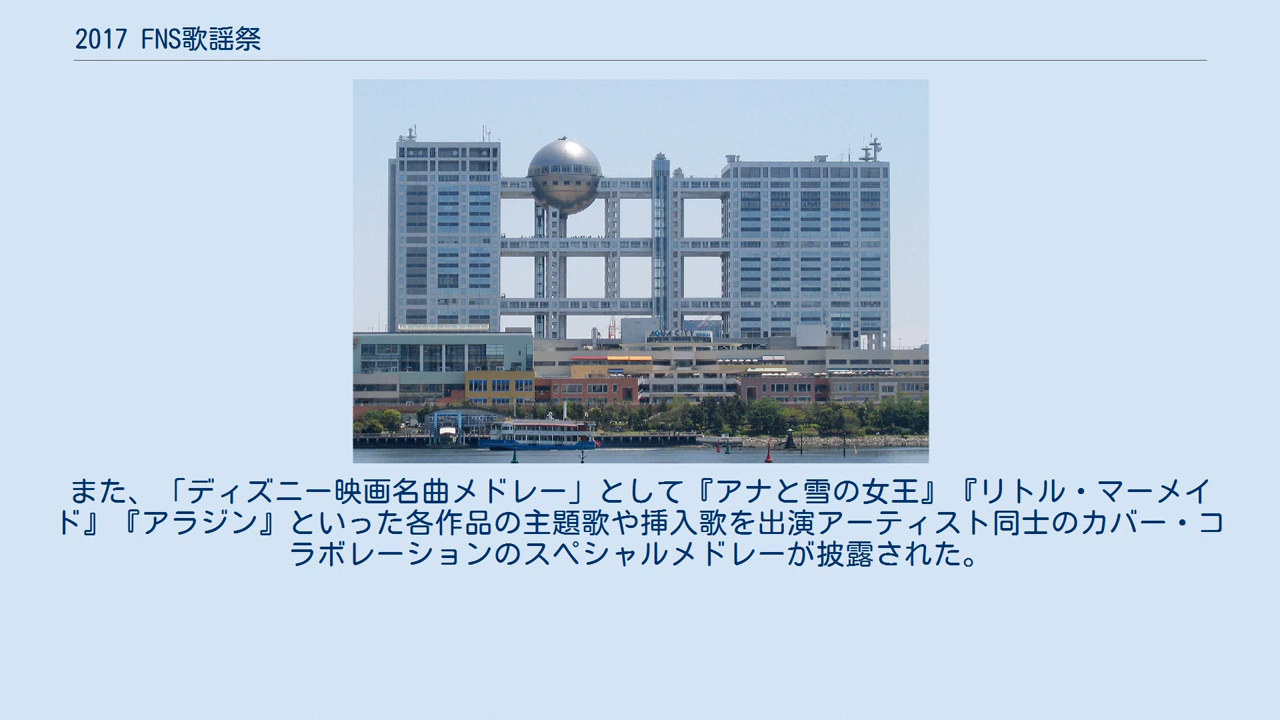 2017 FNS歌謡祭
AQUA CITY
また、「ディズニー映画名曲メドレー」として『アナと雪の女王』『リトル・マーメイ
ド』『アラジン』といった各作品の主題歌や挿入歌を出演アーティスト同士のカバー・コ
ラボレーションのスペシャルメドレーが披露された。